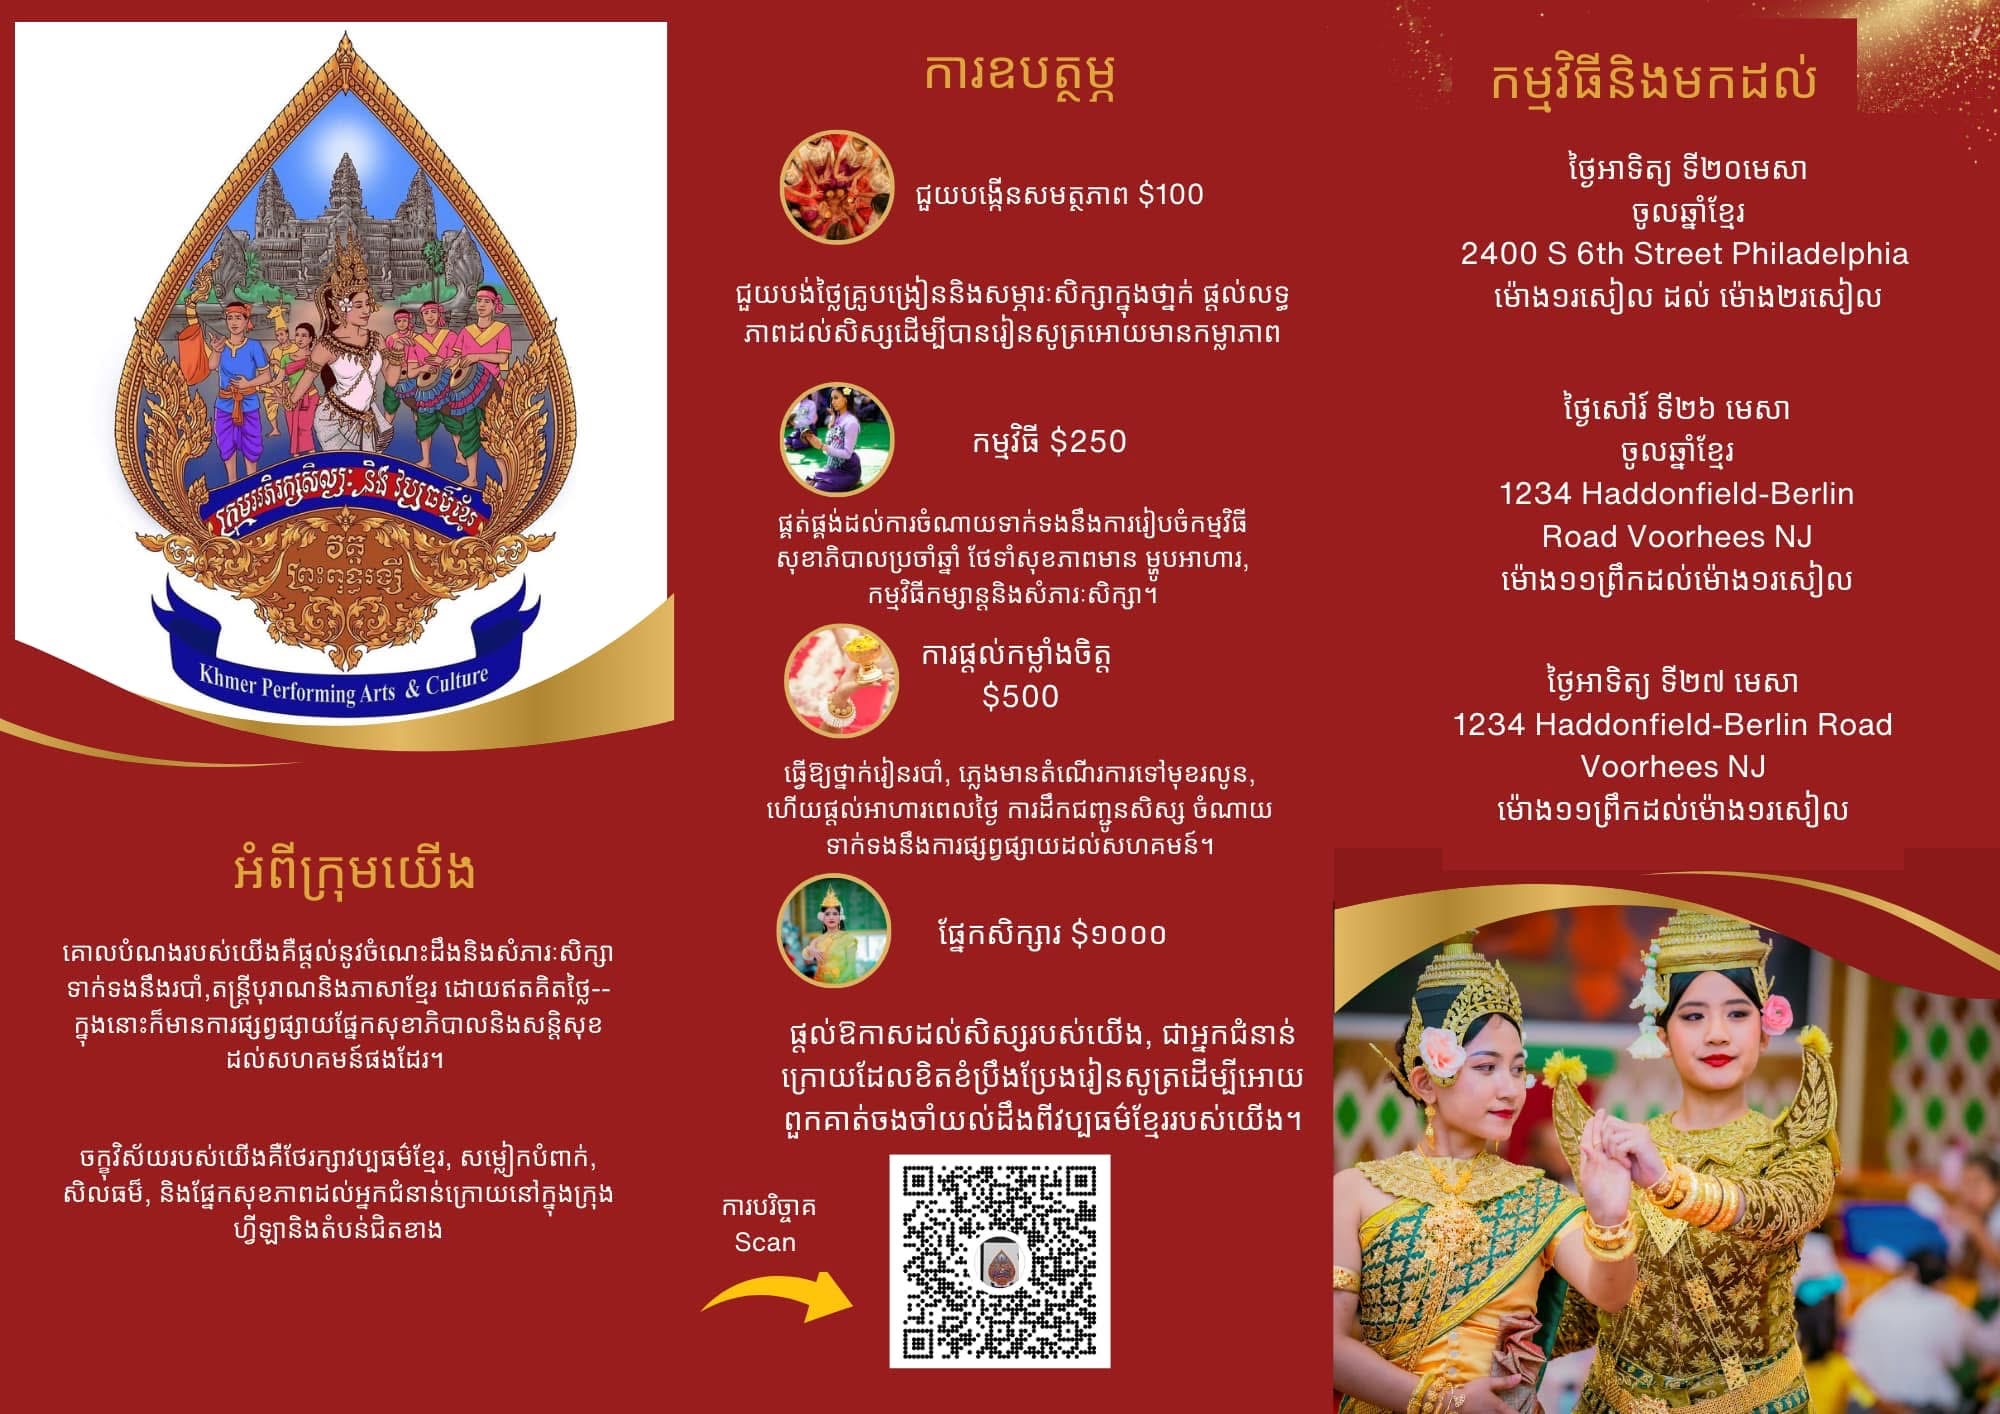 ក្រុមអភិរក្សសិល្បៈ និង វប្បធម៌ខ្មែរ
វត្ត
ព្រះពុទ្ធរង្សី
Khmer Performing Arts & Culture
អំពីក្រុមយើង
គោលបំណងរបស់យើងគឺផ្តល់នូវចំណេះដឹងនិងសំភារៈសិក្សា
ទាក់ទងនឹងរបាំ,តន្ត្រីបុរាណនិងភាសាខ្មែរ ដោយឥតគិតថ្លៃ--
ក្នុងនោះក៏មានការផ្សព្វផ្សាយផ្នែកសុខាភិបាលនិងសន្តិសុខ
ដល់សហគមន៍ផងដែរ។
ចក្ខុវិស័យរបស់យើងគឺថែរក្សាវប្បធម៌ខ្មែរ, សម្លៀកបំពាក់,
សិលធម៌, និងផ្នែកសុខភាពដល់អ្នកជំនាន់ក្រោយនៅក្នុងក្រុង
ហ្វីឡានិងតំបន់ជិតខាង
ការឧបត្ថម្ភ
ជួយបង្កើនសមត្ថភាព $100
ជួយបង់ថ្លៃគ្រូបង្រៀននិងសម្ភារៈសិក្សាក្នុងថា្នក់ ផ្តល់លទ្ធ
ភាពដល់សិស្សដើម្បីបានរៀនសូត្រអោយមានកម្លាភាព
កម្មវិធី $250
ផ្គត់ផ្គង់ដល់ការចំណាយទាក់ទងនឹងការរៀបចំកម្មវិធី
សុខាភិបាលប្រចាំឆ្នាំ ថែទាំសុខភាពមាន ម្ហូបអាហារ,
កម្មវិធីកម្សាន្តនិងសំភារៈសិក្សា។
ការផ្តល់កម្លាំងចិត្ត
$500
ធ្វើឱ្យថ្នាក់រៀនរបាំ, ភ្លេងមានតំណើរការទៅមុខរលូន,
ហើយផ្តល់អាហារពេលថ្ងៃ ការដឹកជញ្ជូនសិស្ស ចំណាយ
ទាក់ទងនឹងការផ្សព្វផ្សាយដល់សហគមន៍។
ផ្នែកសិក្សារ $១០០០
ផ្តល់ឱកាសដល់សិស្សរបស់យើង, ជាអ្នកជំនាន់
ក្រោយដែលខិតខំប្រឹងប្រែងរៀនសូត្រដើម្បីអោយ
ពួកគាត់ចងចាំយល់ដឹងពីវប្បធម៌ខ្មែររបស់យើង។
ការបរិច្ចាគ
Scan
កម្មវិធីនិងមកដល់
ថ្ងៃអាទិត្យ ទី២០មេសា
ចូលឆ្នាំខ្មែរ
2400 S 6th Street Philadelphia
ម៉ោង១រសៀល ដល់ ម៉ោង២រសៀល
ថ្ងៃសៅរ៍ ទី២៦ មេសា
ចូលឆ្នាំខ្មែរ
1234 Haddonfield-Berlin
Road Voorhees NJ
ម៉ោង១១ព្រឹកដល់ម៉ោង១រសៀល
ថ្ងៃអាទិត្យ ទី២៧ មេសា
1234 Haddonfield-Berlin Road
Voorhees NJ
ម៉ោង១១ព្រឹកដល់ម៉ោង១រសៀល